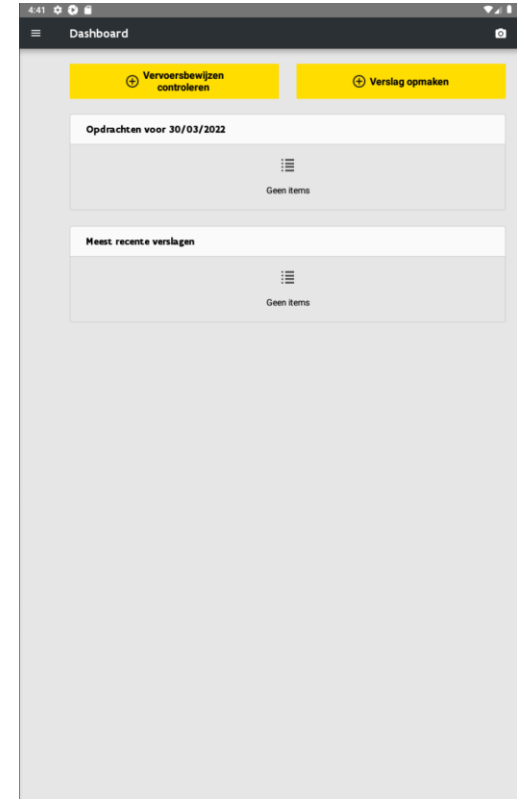 4:41
Dashboard
Vervoersbewijzen
controleren
Verslag opmaken
Opdrachten voor 30/03/2022
Geen items
Meest recente verslagen
Geen items